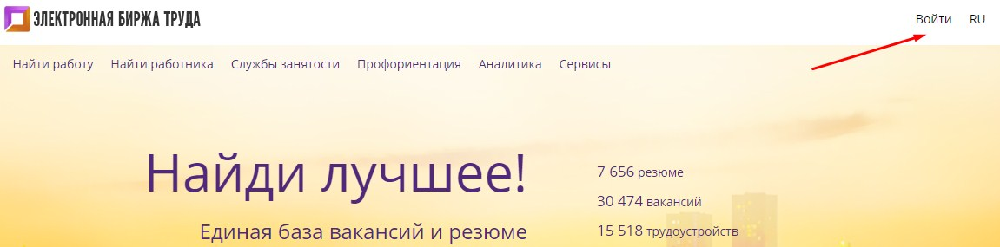 ЭЛЕКТРОННАЯ БИРЖА ТРУДА
Войти RU
Найти работу Найти работника Службы занятости Профориентация Аналитика Сервисы
Найди лучшее!
Единая база вакансий и резюме
7 656 резюме
30 474 вакансий
15 518 трудоустройств